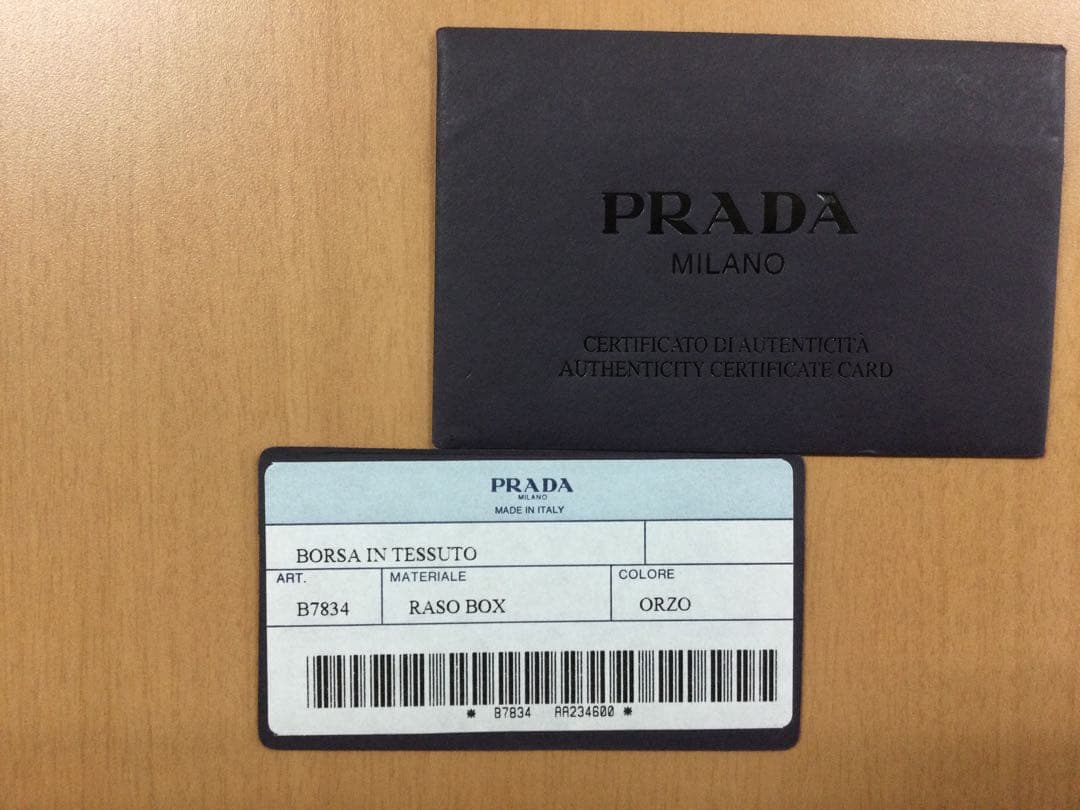 PRADA
MILANO
CERTIFICATO DI AUTENTICITÀ
AUTHENTICITY CERTIFICATE CARD
PRADA
MILANO
MADE IN ITALY
BORSA IN TESSUTO
ART. MATERIALE COLORE
B7834 RASO BOX ORZO
* B7834 AA234600 *